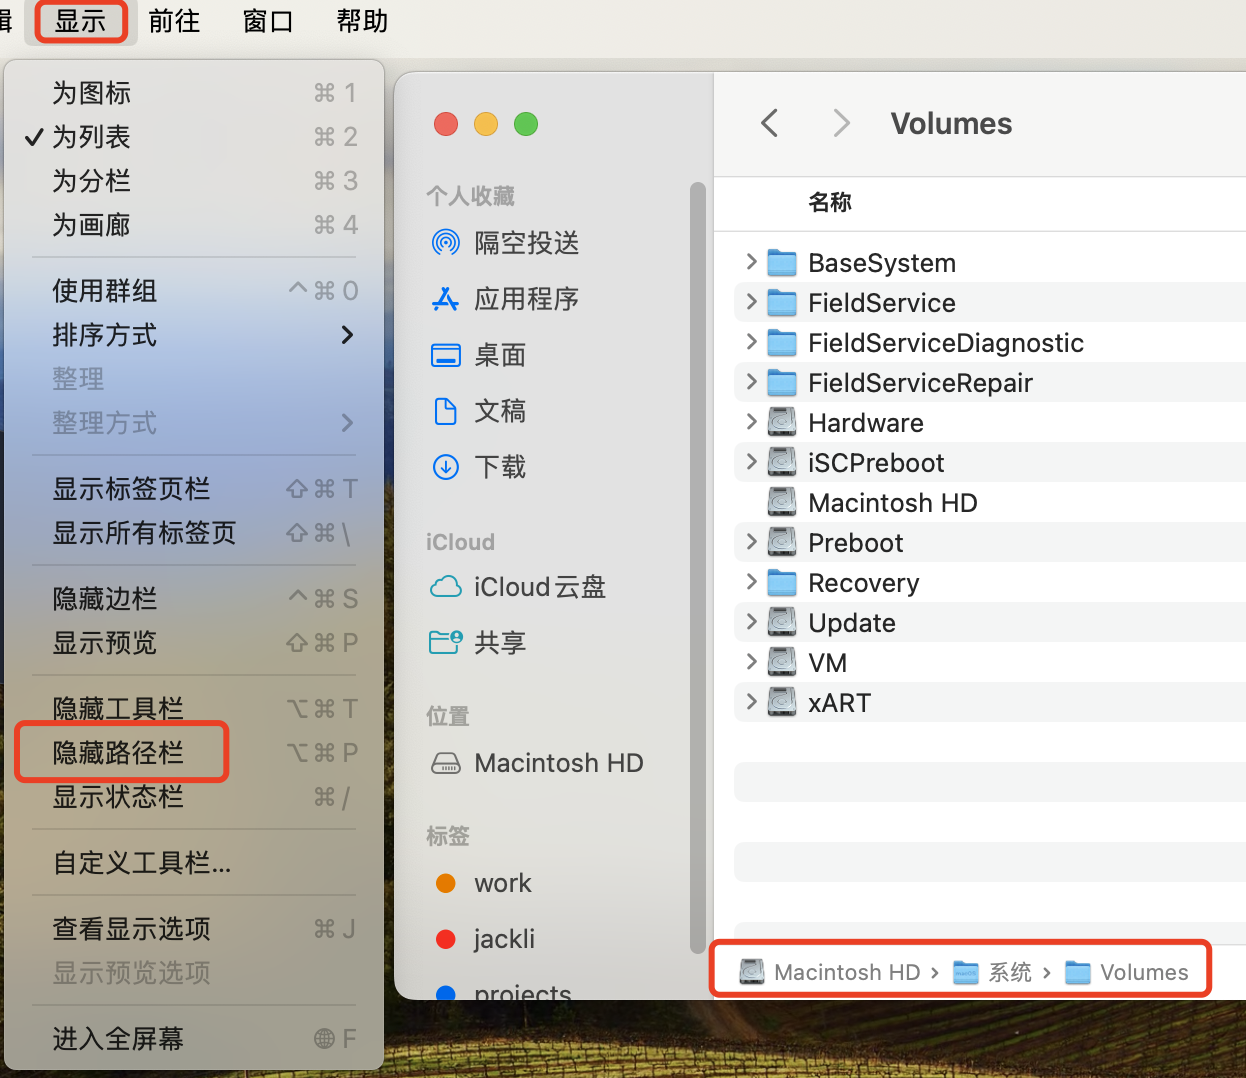 显示 前往 窗口 帮助
为图标 ⌘ 1
✓ 为列表 ⌘ 2
为分栏 ⌘ 3
为画廊 ⌘ 4
使用群组 ^ ⌘ 0
排序方式 >
整理
整理方式 >
显示标签页栏 ⇧ ⌘ T
显示所有标签页 ⇧ ⌘ \
隐藏边栏 ^ ⌘ S
显示预览 ⇧ ⌘ P
隐藏工具栏 ⌥ ⌘ T
隐藏路径栏 ⌥ ⌘ P
显示状态栏 ⌘ /
自定义工具栏...
查看显示选项 ⌘ J
显示预览选项
进入全屏幕 F
个人收藏
隔空投送
应用程序
桌面
文稿
下载
iCloud
iCloud云盘
共享
位置
Macintosh HD
标签
work
jackli
projects
Volumes
名称
BaseSystem
FieldService
FieldServiceDiagnostic
FieldServiceRepair
Hardware
iSCPreboot
Macintosh HD
Preboot
Recovery
Update
VM
xART
Macintosh HD > 系统 > Volumes